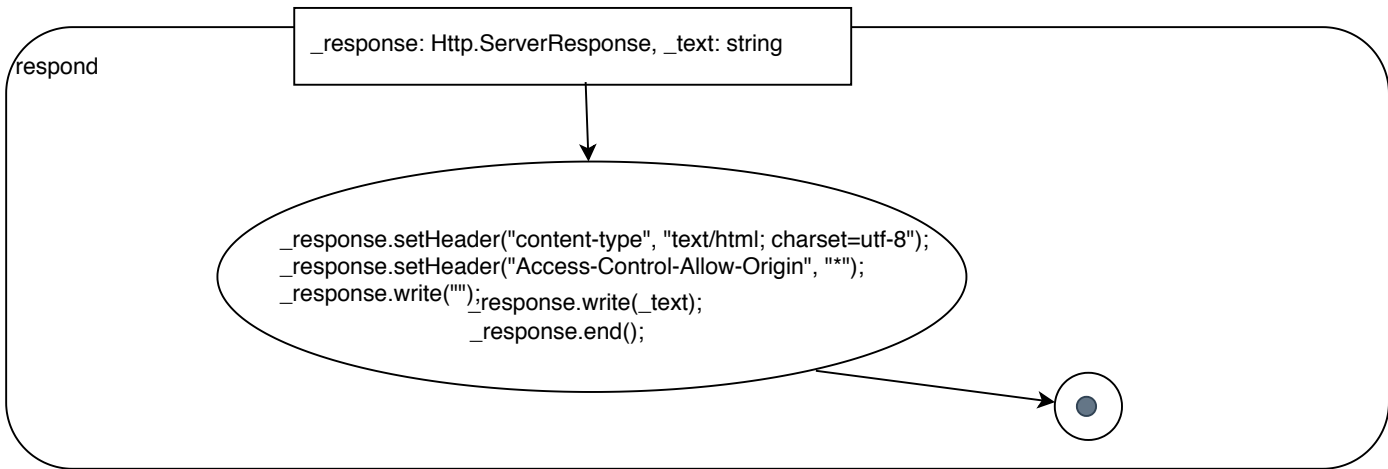 _response: Http.ServerResponse, _text: string
respond
_response.setHeader("content-type", "text/html; charset=utf-8");
_response.setHeader("Access-Control-Allow-Origin", "*");
_response.write("");
_response.write(_text);
_response.end();